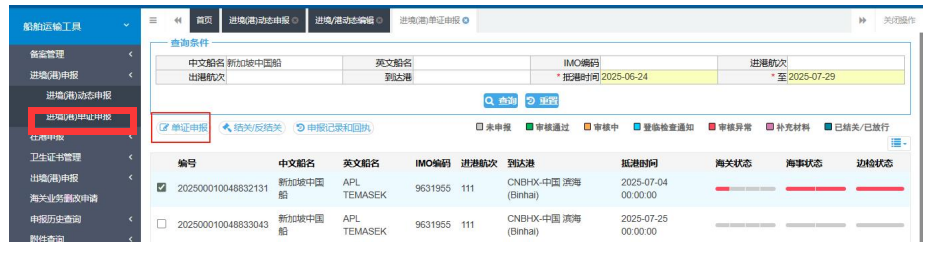 船舶运输工具
首页 进境(港)动态申报 进境/港动态编辑 进境(港)单证申报 关闭操作
备案管理
进境(港)申报
进境(港)动态申报
进境(港)单证申报
在港申报
卫生证书管理
出境(港)申报
海关业务删改申请
申报历史查询
附件查询
查询条件
中文船名 新加坡中国船 英文船名 IMO编码 进港航次
出港航次 到达港 * 抵港时间 2025-06-24 * 至 2025-07-29
查询 重置
单证申报 结关/反结关 申报记录和回执 未申报 审核通过 审核中 登临检查通知 审核异常 补充材料 已结关/已放行
编号 中文船名 英文船名 IMO编码 进港航次 到达港 抵港时间 海关状态 海事状态 边检状态
202500010048832131 新加坡中国船 APL TEMASEK 9631955 111 CNBHX-中国 滨海 (Binhai) 2025-07-04 00:00:00
202500010048833043 新加坡中国船 APL TEMASEK 9631955 111 CNBHX-中国 滨海 (Binhai) 2025-07-25 00:00:00